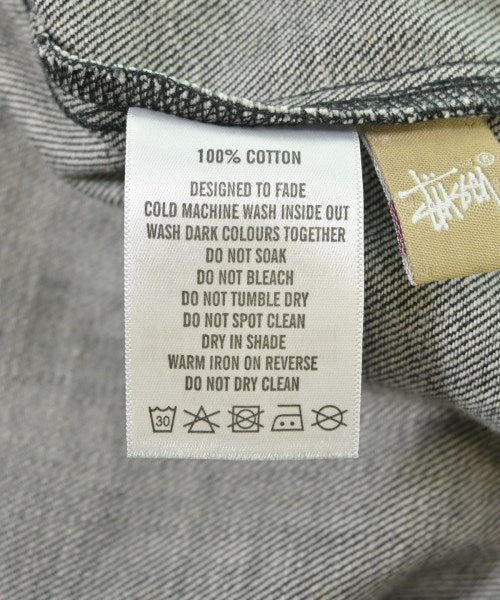 100% COTTON
DESIGNED TO FADE
COLD MACHINE WASH INSIDE OUT
WASH DARK COLOURS TOGETHER
DO NOT SOAK
DO NOT BLEACH
DO NOT TUMBLE DRY
DO NOT SPOT CLEAN
DRY IN SHADE
WARM IRON ON REVERSE
DO NOT DRY CLEAN
30
Stüssy®